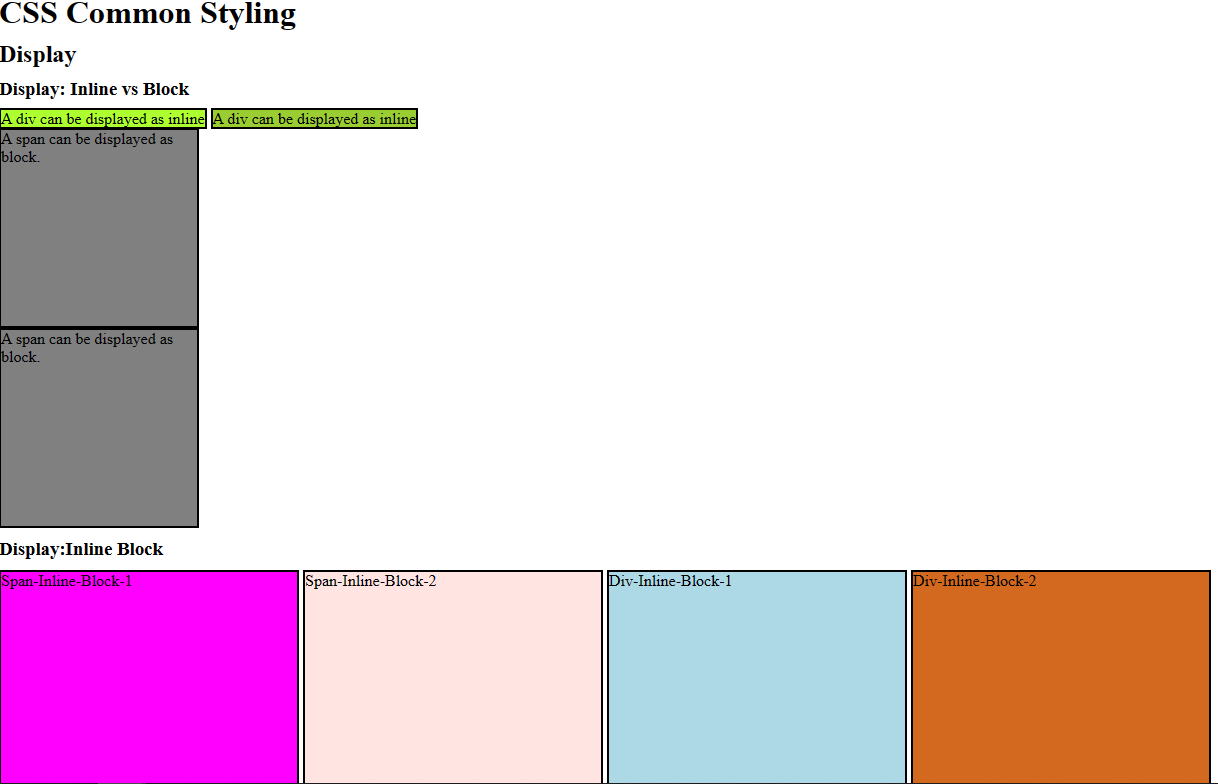 CSS Common Styling
Display
Display: Inline vs Block
A div can be displayed as inline A div can be displayed as inline
A span can be displayed as
block.
A span can be displayed as
block.
Display:Inline Block
Span-Inline-Block-1 Span-Inline-Block-2 Div-Inline-Block-1 Div-Inline-Block-2